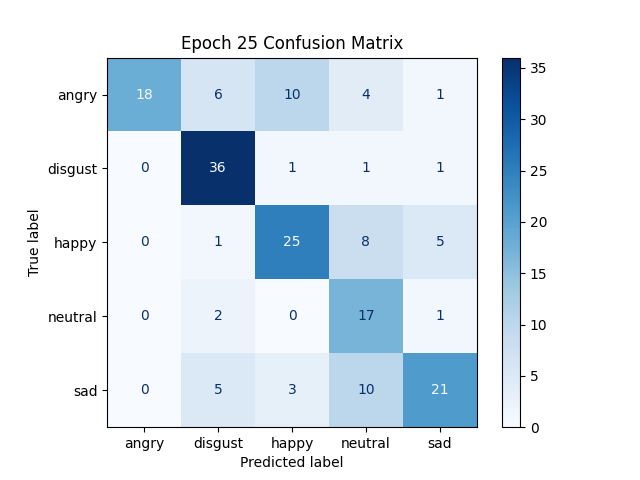 Epoch 25 Confusion Matrix
True label
angry 18 6 10 4 1
disgust 0 36 1 1 1
happy 0 1 25 8 5
neutral 0 2 0 17 1
sad 0 5 3 10 21
angry disgust happy neutral sad
Predicted label
35
30
25
20
15
10
5
0